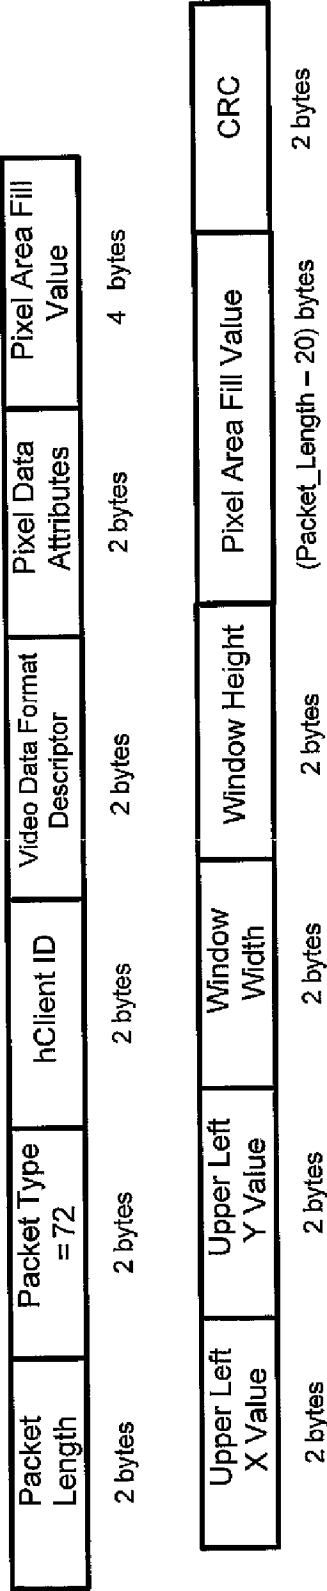 Packet
Length
Packet Type
=72
hClient ID
Video Data Format
Descriptor
Pixel Data
Attributes
Pixel Area Fill
Value
2 bytes
2 bytes
2 bytes
2 bytes
2 bytes
4 bytes
Upper Left
X Value
Upper Left
Y Value
Window
Width
Window Height
Pixel Area Fill Value
CRC
2 bytes
2 bytes
2 bytes
2 bytes
(Packet_Length – 20) bytes
2 bytes